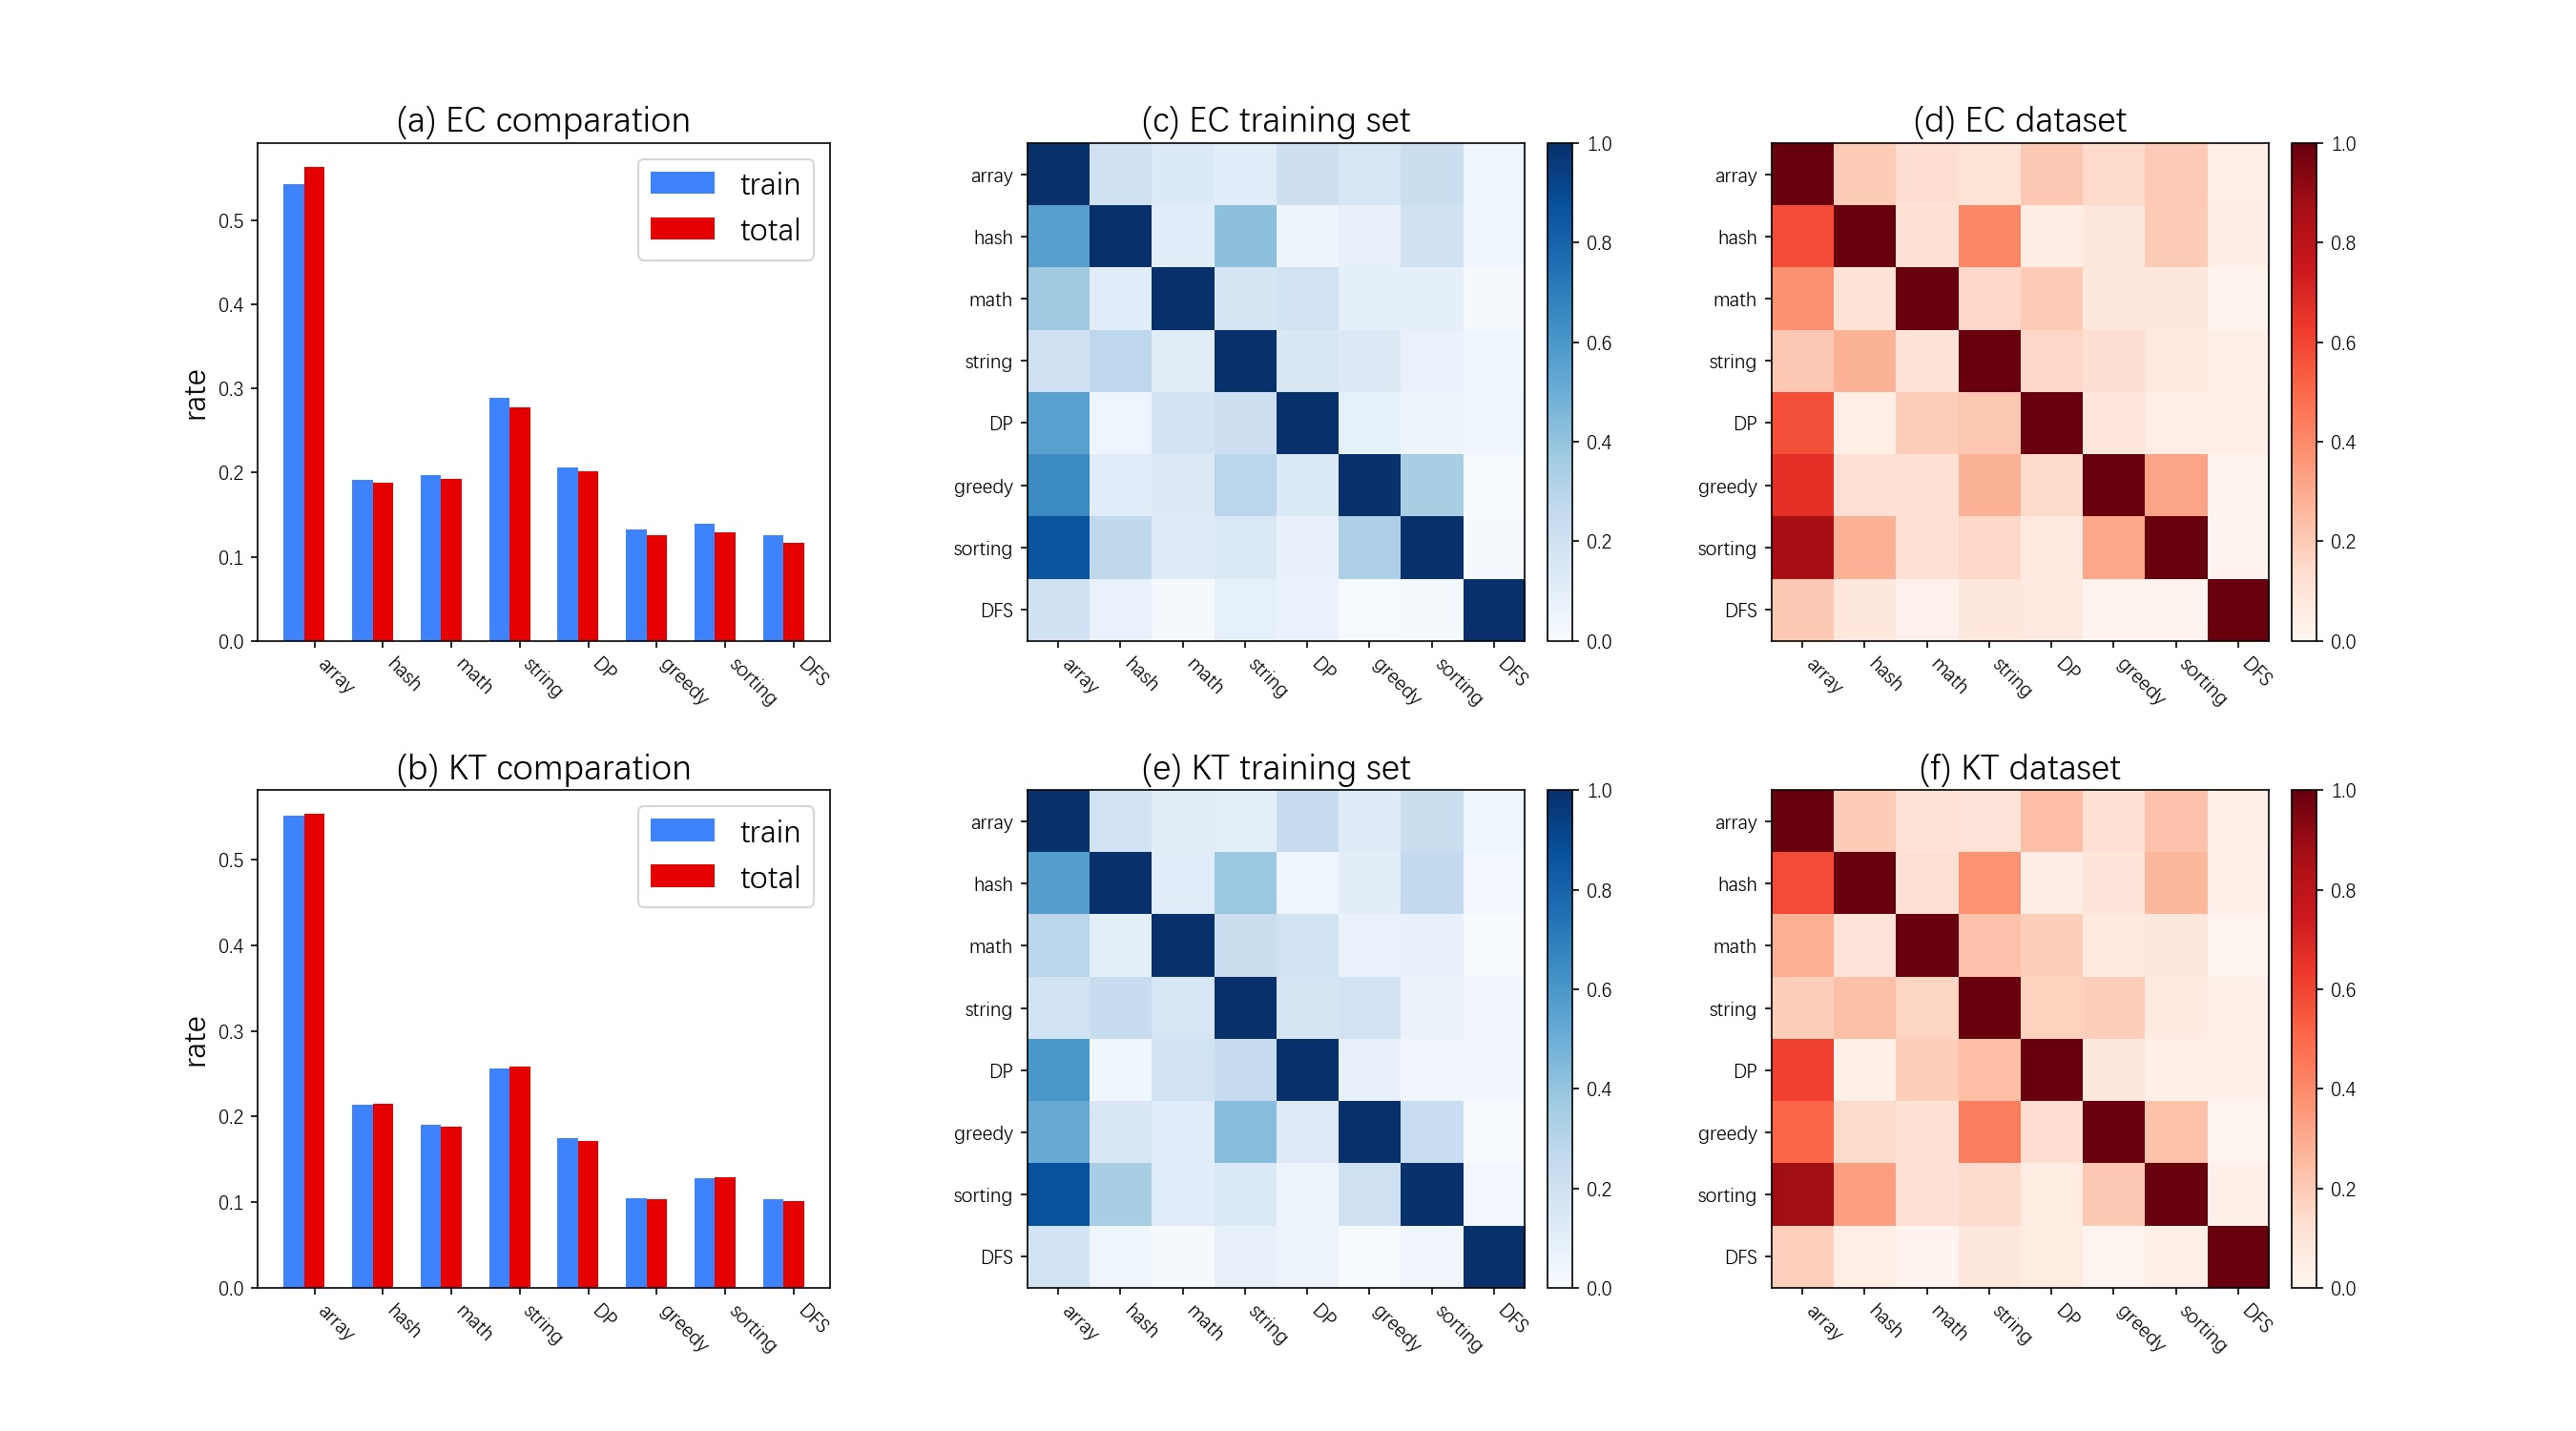 (a) EC comparation
rate
0.5
0.4
0.3
0.2
0.1
0.0
train
total
array
hash
math
string
DP
greedy
sorting
DFS
(c) EC training set
array
hash
math
string
DP
greedy
sorting
DFS
array
hash
math
string
DP
greedy
sorting
DFS
1.0
0.8
0.6
0.4
0.2
0.0
(d) EC dataset
array
hash
math
string
DP
greedy
sorting
DFS
array
hash
math
string
DP
greedy
sorting
DFS
1.0
0.8
0.6
0.4
0.2
0.0
(b) KT comparation
rate
0.5
0.4
0.3
0.2
0.1
0.0
train
total
array
hash
math
string
DP
greedy
sorting
DFS
(e) KT training set
array
hash
math
string
DP
greedy
sorting
DFS
array
hash
math
string
DP
greedy
sorting
DFS
1.0
0.8
0.6
0.4
0.2
0.0
(f) KT dataset
array
hash
math
string
DP
greedy
sorting
DFS
array
hash
math
string
DP
greedy
sorting
DFS
1.0
0.8
0.6
0.4
0.2
0.0